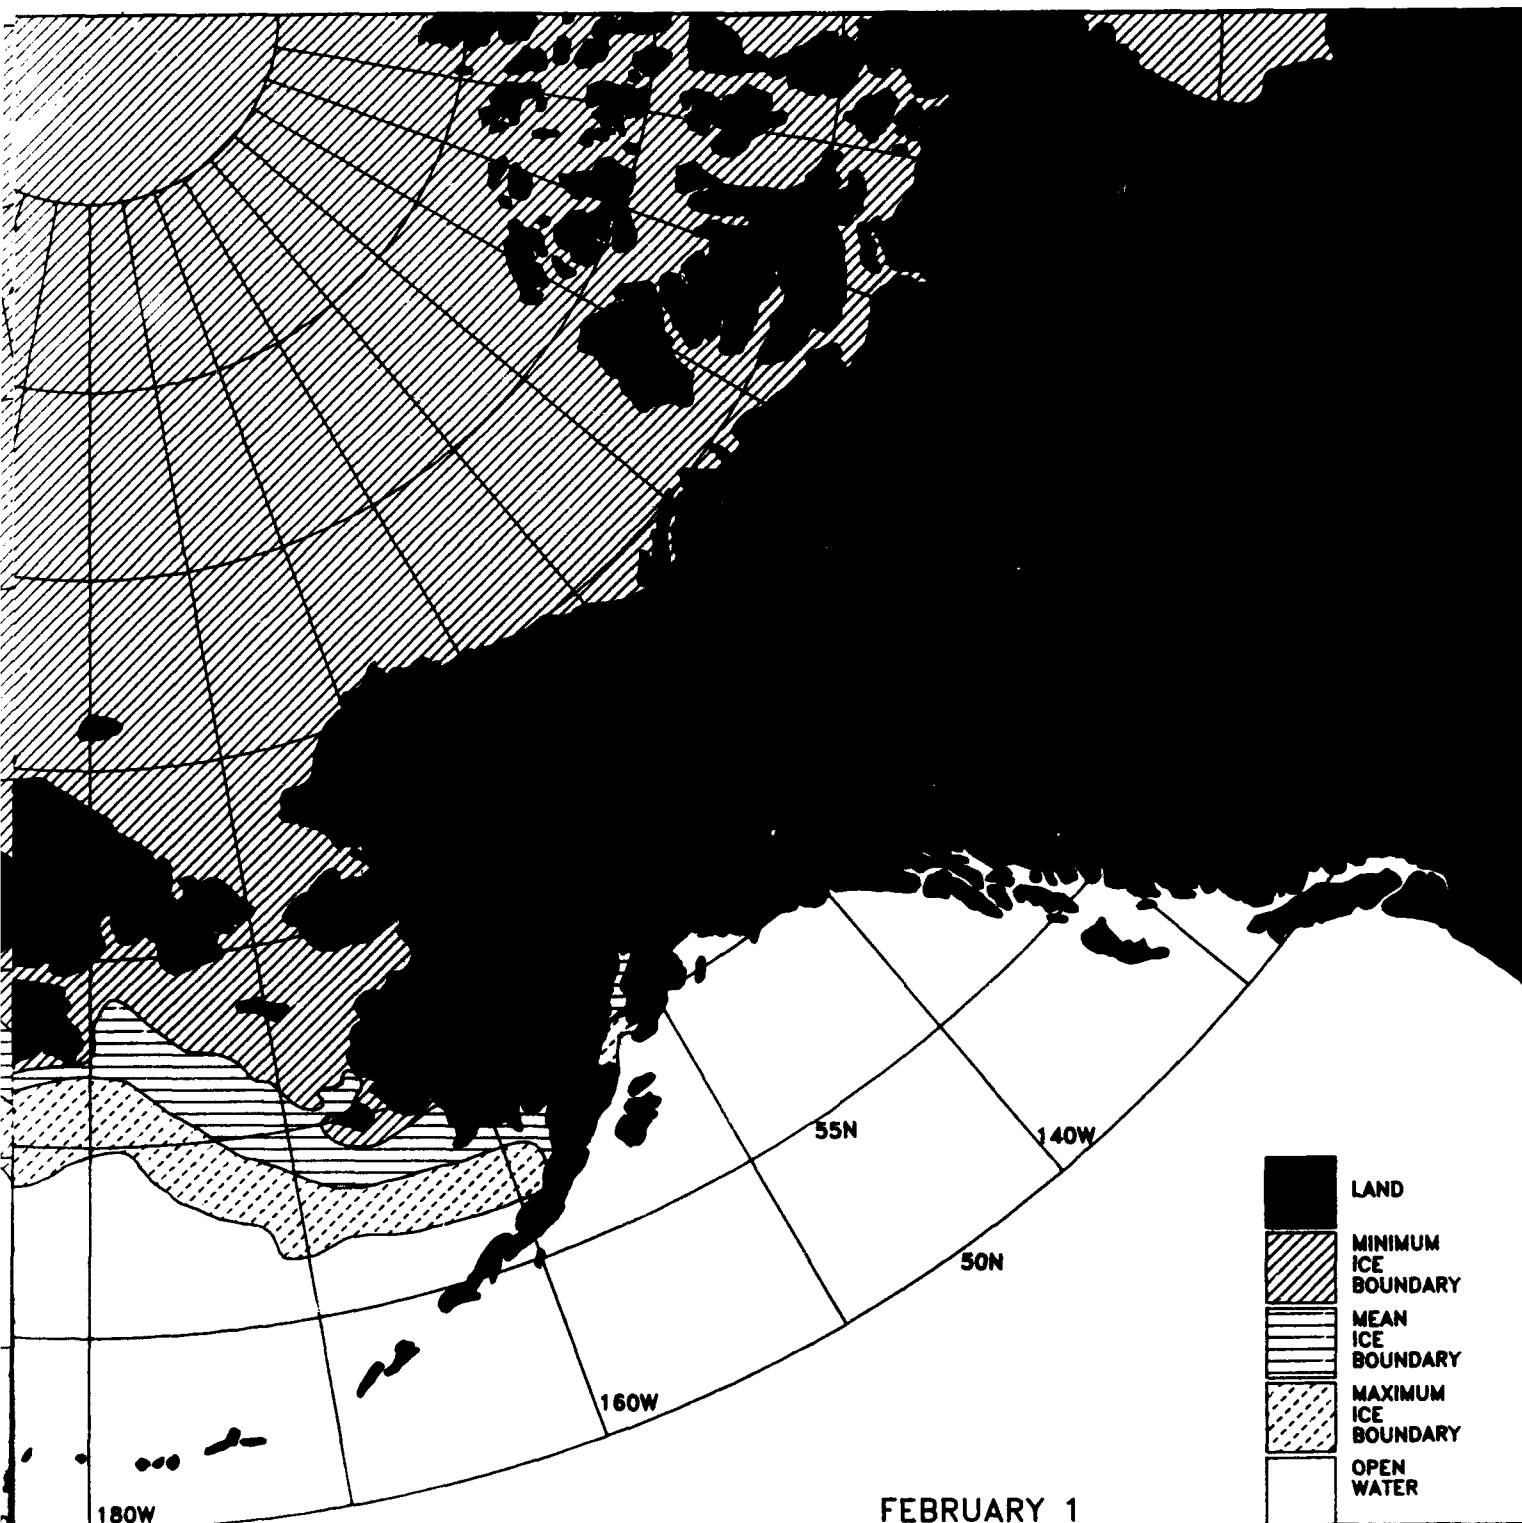 55N
140W
50N
160W
180W
LAND
MINIMUM
ICE
BOUNDARY
MEAN
ICE
BOUNDARY
MAXIMUM
ICE
BOUNDARY
OPEN
WATER
FEBRUARY 1